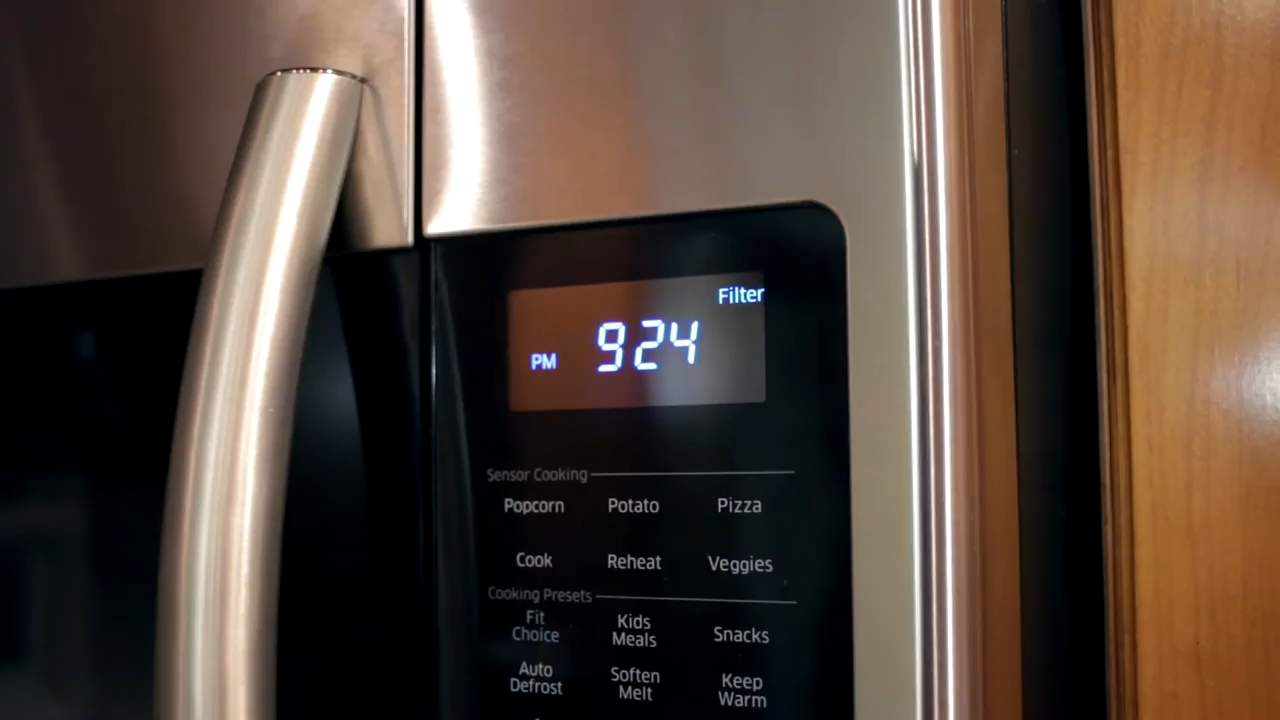 Filter
PM 924
Sensor Cooking
Popcorn Potato Pizza
Cook Reheat Veggies
Cooking Presets
Fit Choice
Kids Meals
Snacks
Auto Defrost
Soften Melt
Keep Warm